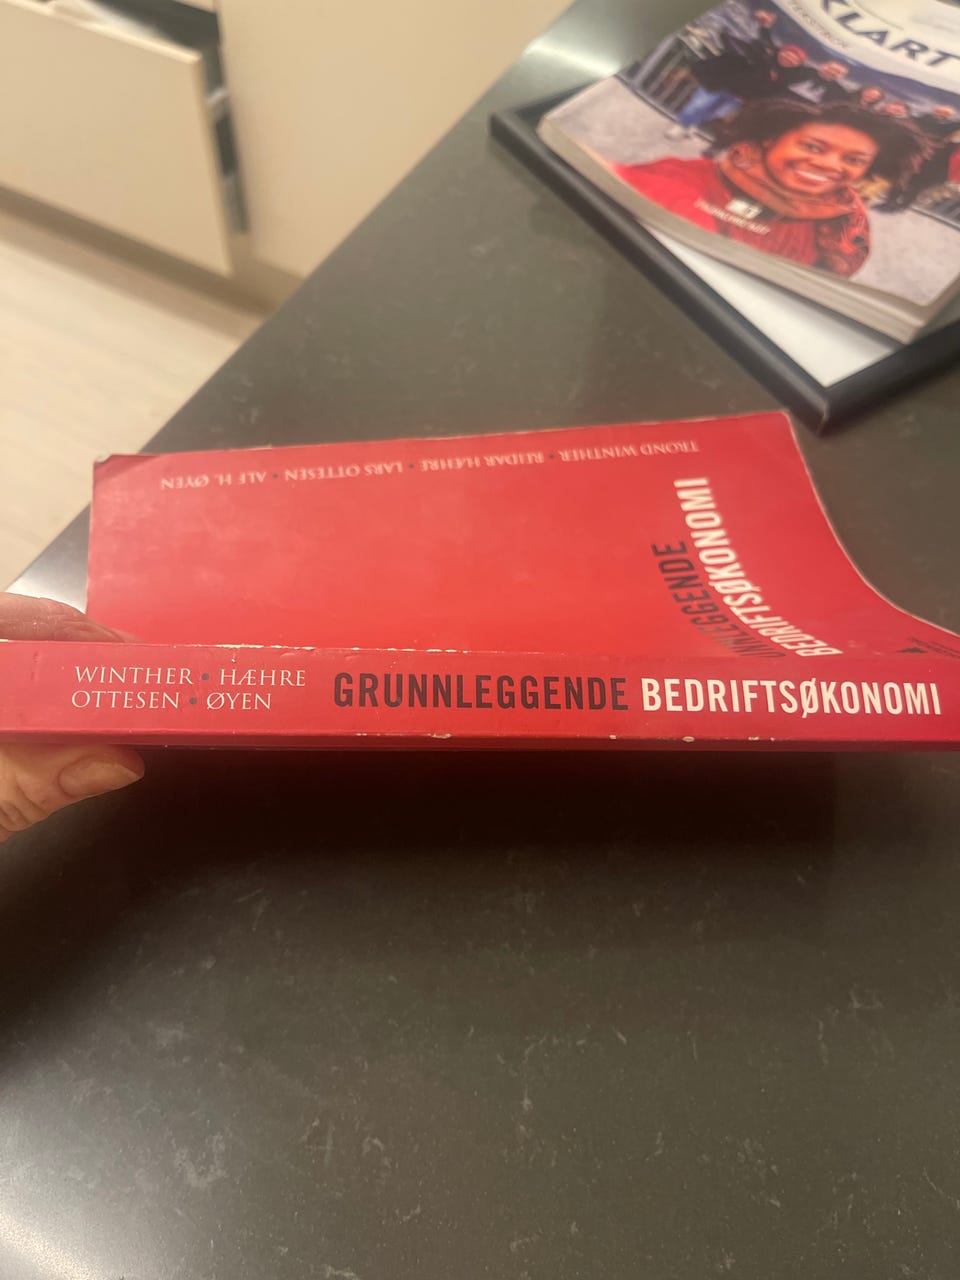 KLART
TROND WINTHER • REIDAR HÆHRE • LARS OTTESEN • ALF H. ØYEN
BEDRIFTSØKONOMI
WINTHER • HÆHRE
OTTESEN • ØYEN
GRUNNLEGGENDE BEDRIFTSØKONOMI